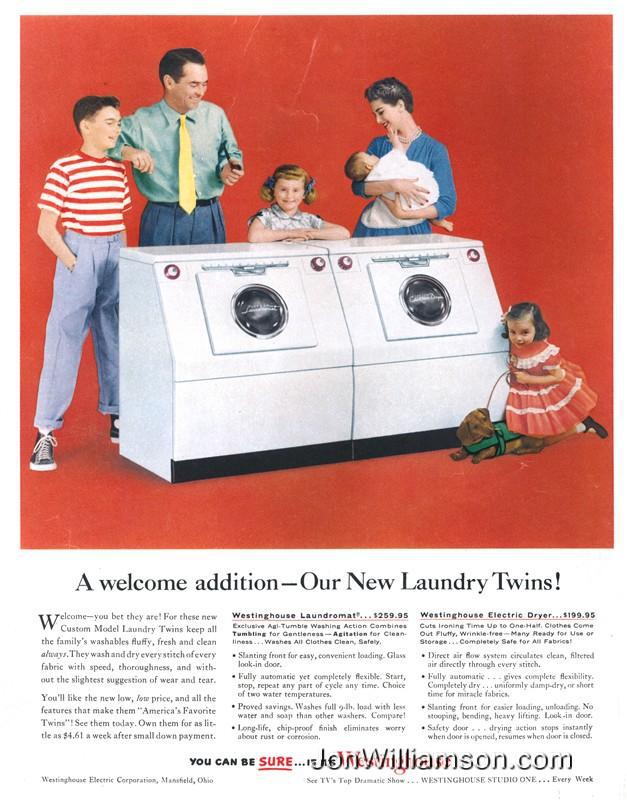 Laundromat
A welcome addition—Our New Laundry Twins!
Welcome—you bet they are! For these new
Custom Model Laundry Twins keep all
the family's washables fluffy, fresh and clean
always. They wash and dry every stitch of every
fabric with speed, thoroughness, and with-
out the slightest suggestion of wear and tear.
You'll like the new low, low price, and all the
features that make them "America's Favorite
Twins"! See them today. Own them for as lit-
tle as $4.61 a week after small down payment.
Westinghouse Laundromat®...$259.95
Exclusive Agi-Tumble Washing Action Combines
Tumbling for Gentleness—Agitation for Clean-
liness...Washes All Clothes Clean, Safely.
• Slanting front for easy, convenient loading. Glass
look-in door.
• Fully automatic yet completely flexible. Start,
stop, repeat any part of cycle any time. Choice
of two water temperatures.
• Proved savings. Washes full 9-lb. load with less
water and soap than other washers. Compare!
• Long-life, chip-proof finish eliminates worry
about rust or corrosion.
Westinghouse Electric Dryer...$199.95
Cuts Ironing Time Up to One-Half. Clothes Come
Out Fluffy, Wrinkle-free—Many Ready for Use or
Storage...Completely Safe for All Fabrics!
• Direct air flow system circulates clean, filtered
air directly through every stitch.
• Fully automatic . . . gives complete flexibility.
Completely dry . . . uniformly damp-dry, or short
time for miracle fabrics.
• Slanting front for easier loading, unloading. No
stooping, bending, heavy lifting. Look-in door.
• Safety door . . . drying action stops instantly
when door is opened, resumes when door is closed.
YOU CAN BE SURE...IF IT'S Westinghouse
JonWilliamson.com
Westinghouse Electric Corporation, Mansfield, Ohio
See TV's Top Dramatic Show . . . WESTINGHOUSE STUDIO ONE . . . Every Week